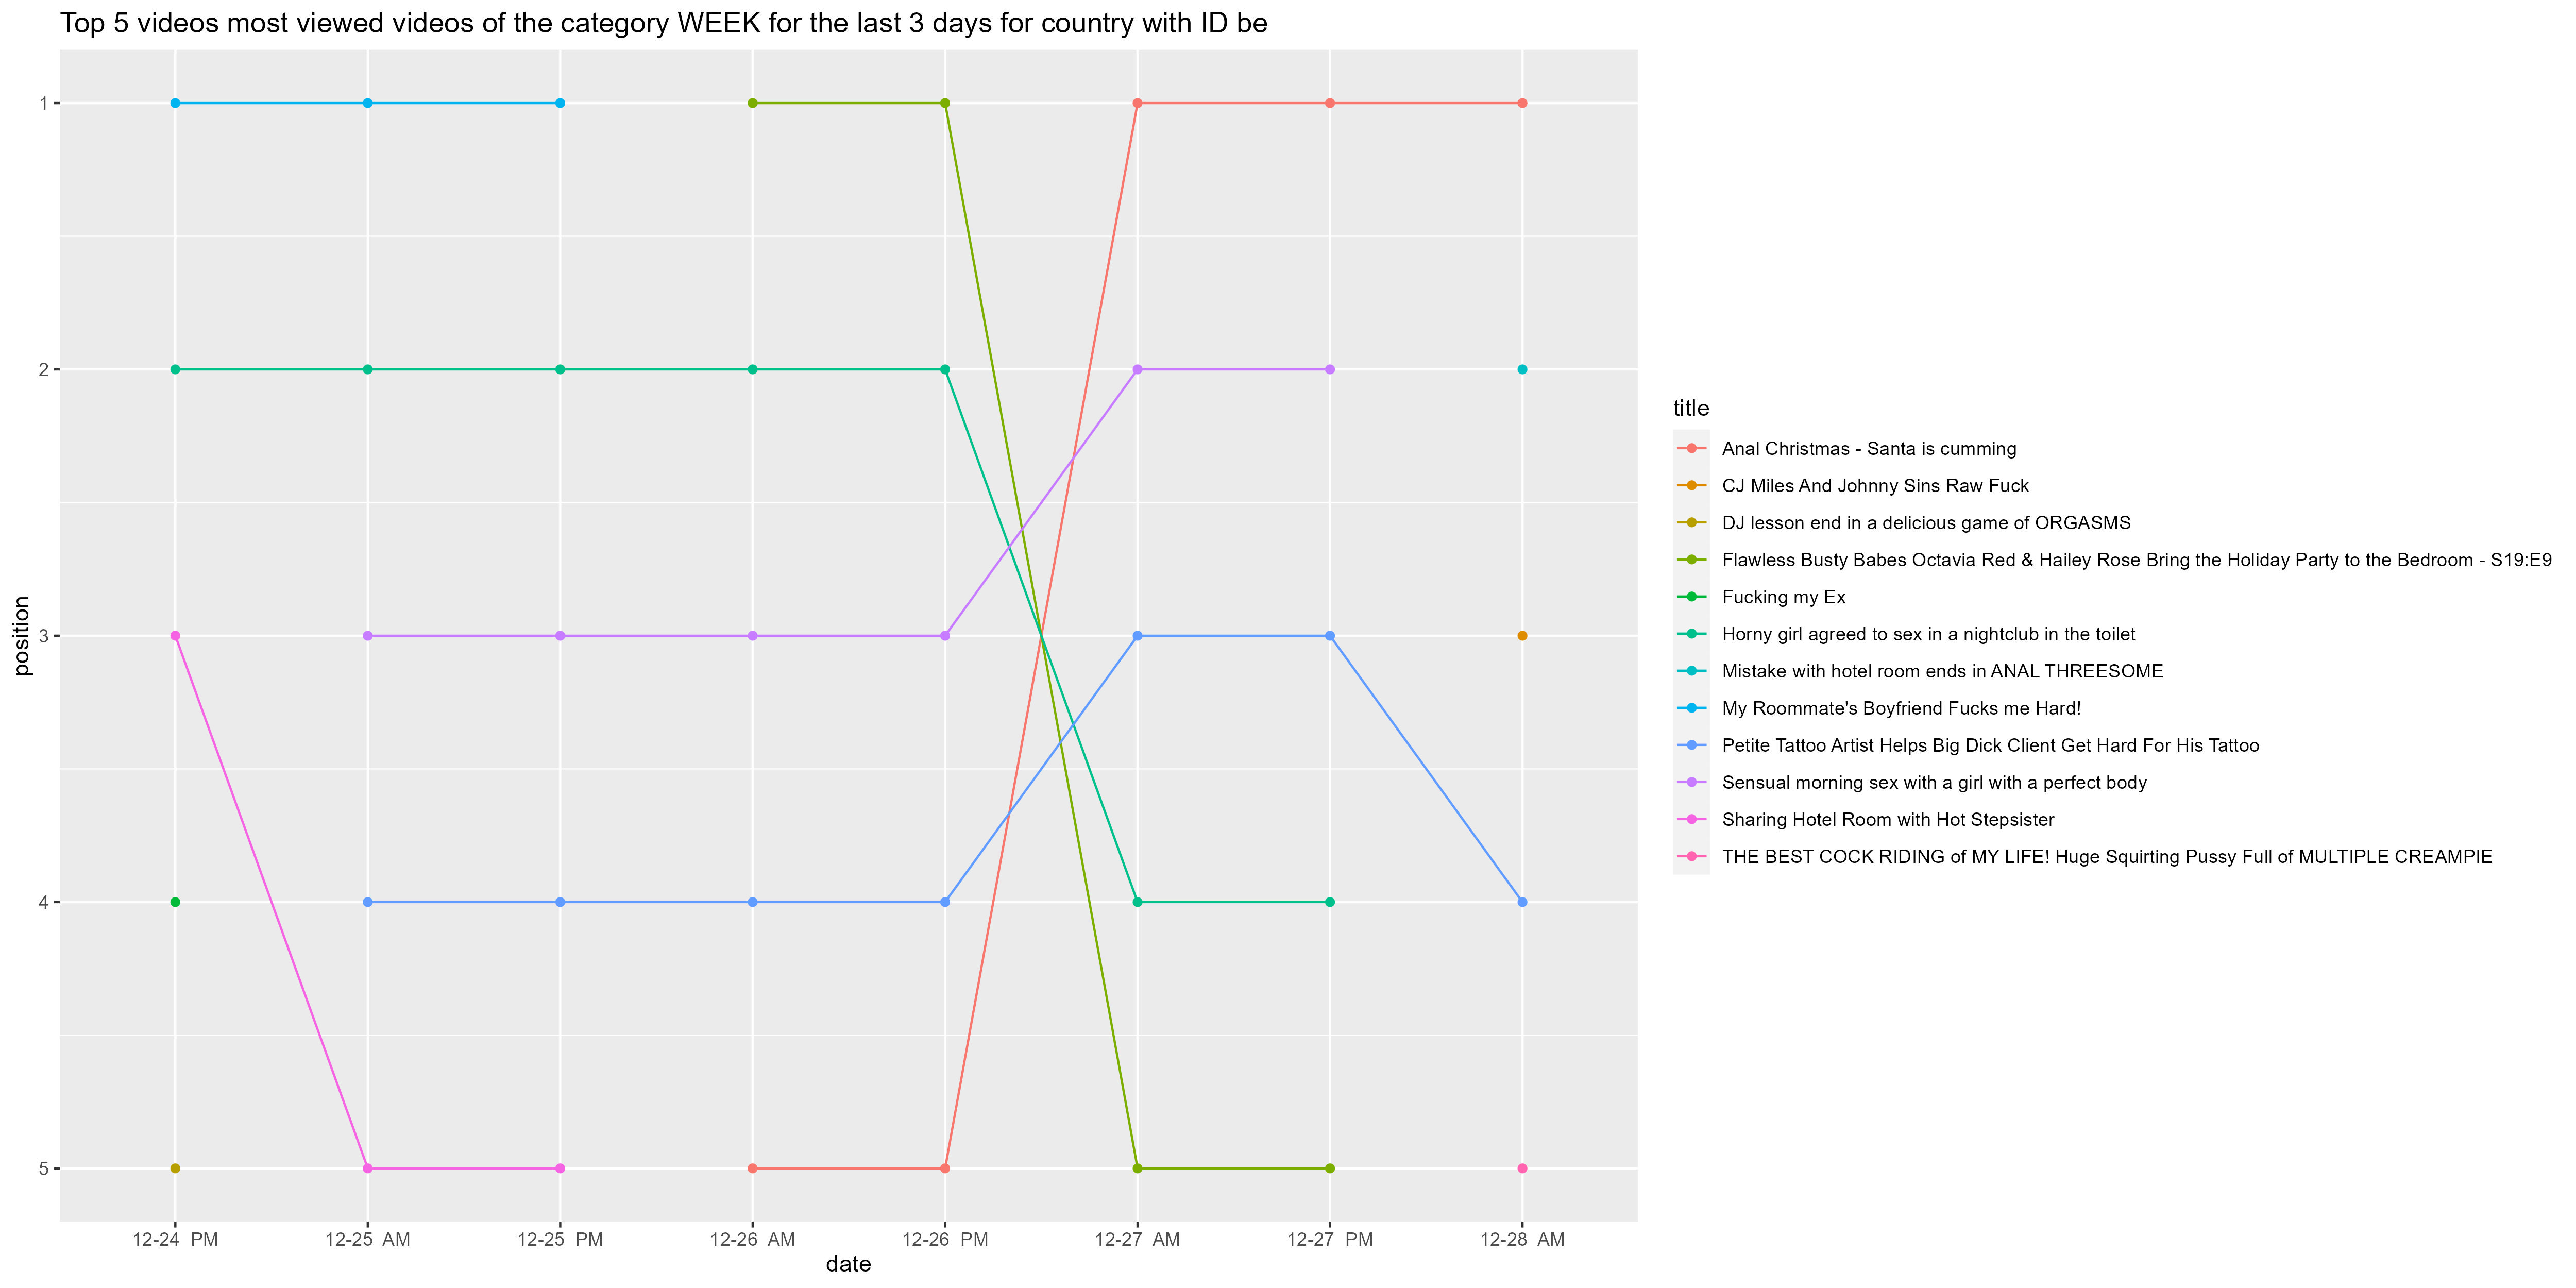 Top 5 videos most viewed videos of the category WEEK for the last 3 days for country with ID be
position
1
2
3
4
5
12-24 PM
12-25 AM
12-25 PM
12-26 AM
12-26 PM
12-27 AM
12-27 PM
12-28 AM
date
title
Anal Christmas - Santa is cumming
CJ Miles And Johnny Sins Raw Fuck
DJ lesson end in a delicious game of ORGASMS
Flawless Busty Babes Octavia Red & Hailey Rose Bring the Holiday Party to the Bedroom - S19:E9
Fucking my Ex
Horny girl agreed to sex in a nightclub in the toilet
Mistake with hotel room ends in ANAL THREESOME
My Roommate's Boyfriend Fucks me Hard!
Petite Tattoo Artist Helps Big Dick Client Get Hard For His Tattoo
Sensual morning sex with a girl with a perfect body
Sharing Hotel Room with Hot Stepsister
THE BEST COCK RIDING of MY LIFE! Huge Squirting Pussy Full of MULTIPLE CREAMPIE